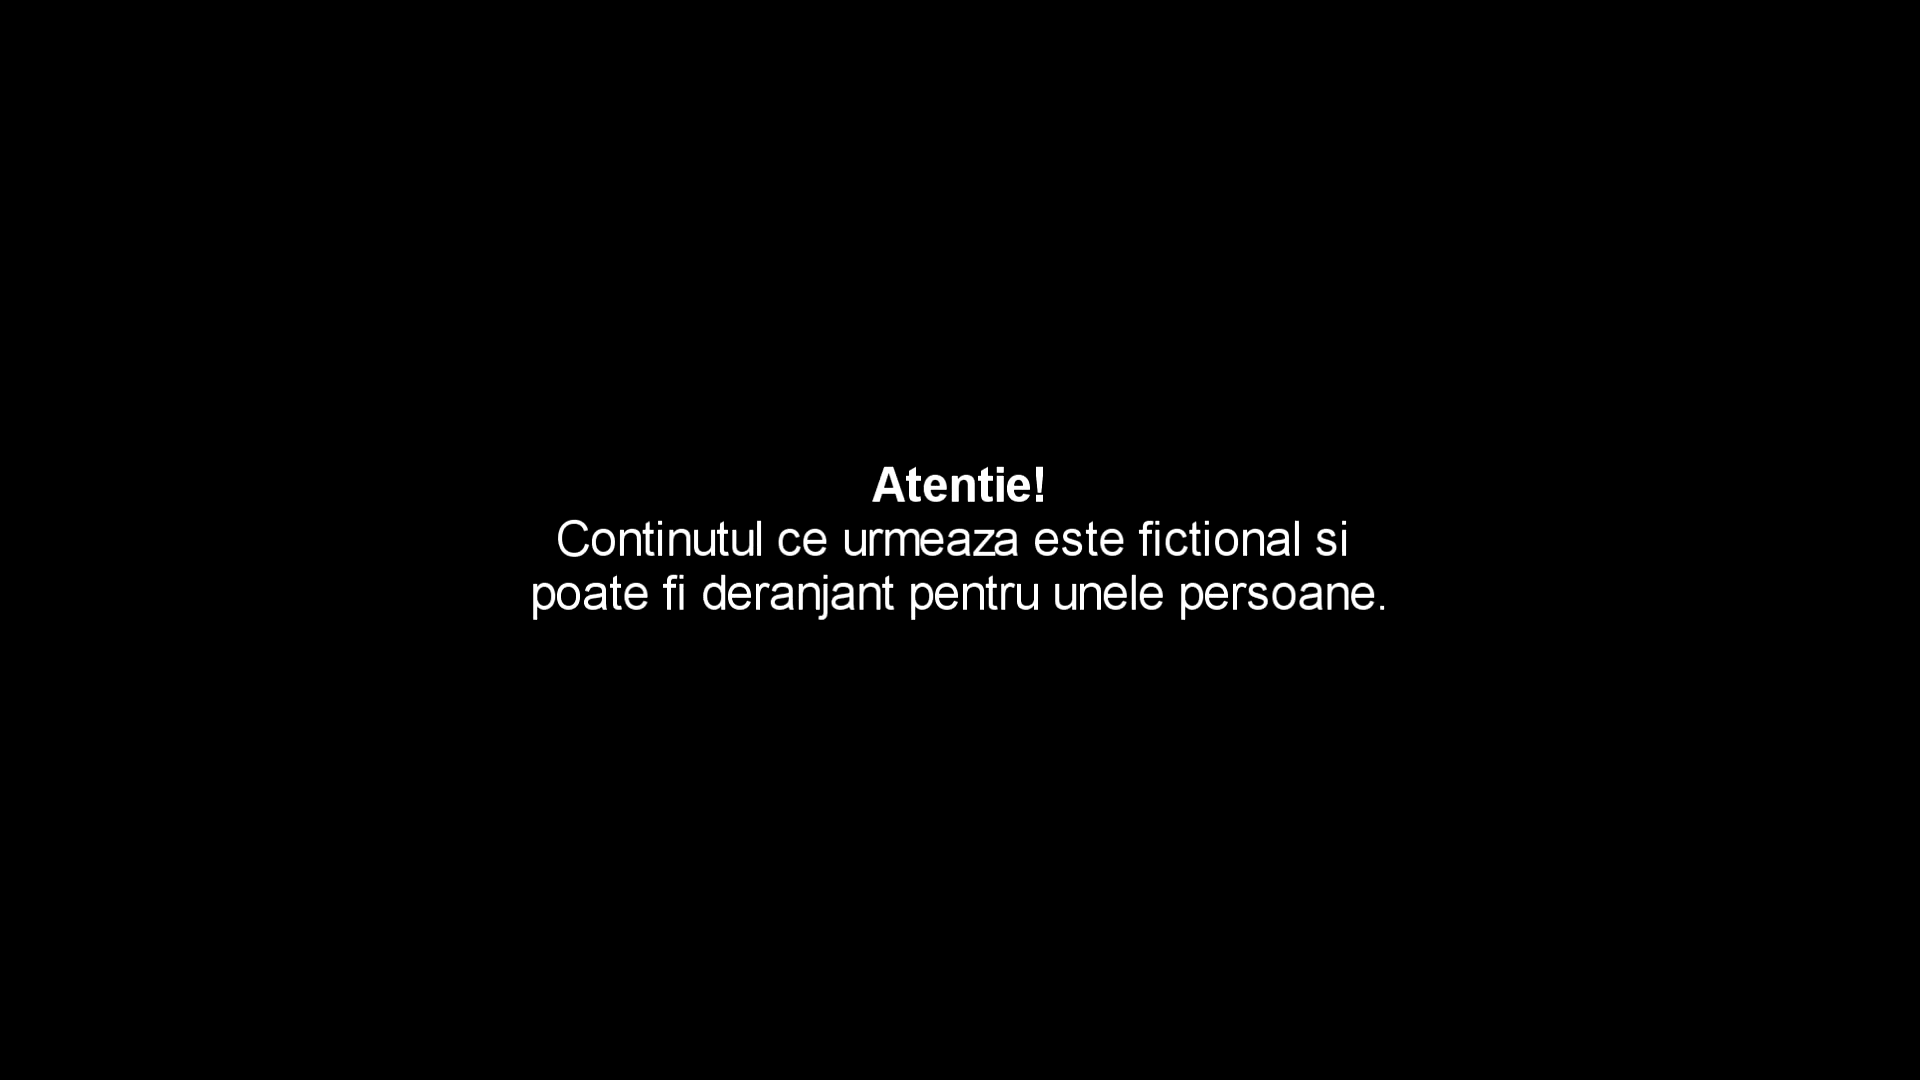 Atentie!
Continutul ce urmeaza este fictional si
poate fi deranjant pentru unele persoane.